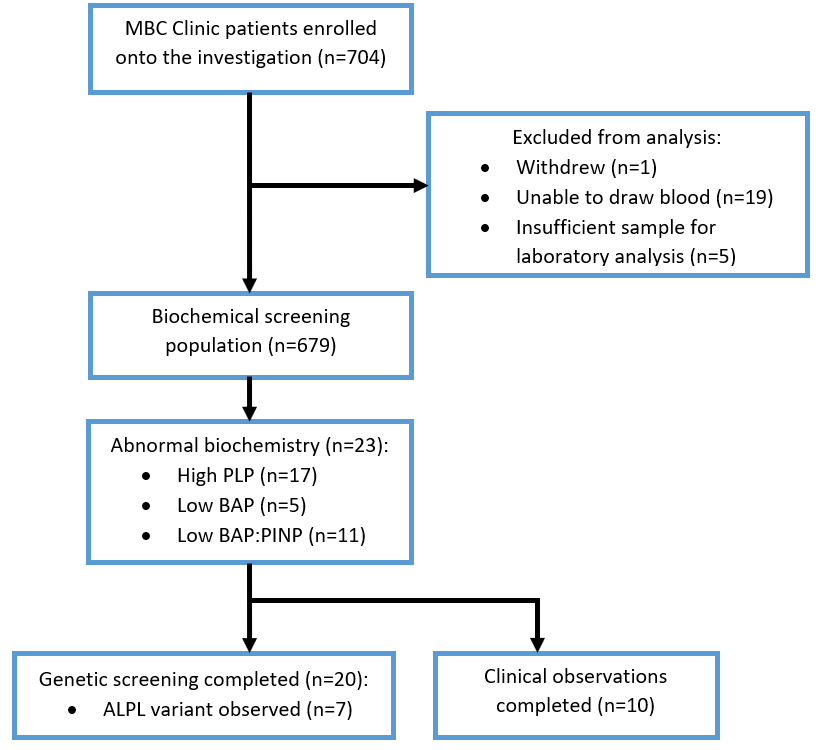 MBC Clinic patients enrolled
onto the investigation (n=704)
Excluded from analysis:
• Withdrew (n=1)
• Unable to draw blood (n=19)
• Insufficient sample for
laboratory analysis (n=5)
Biochemical screening
population (n=679)
Abnormal biochemistry (n=23):
• High PLP (n=17)
• Low BAP (n=5)
• Low BAP:PINP (n=11)
Genetic screening completed (n=20):
• ALPL variant observed (n=7)
Clinical observations
completed (n=10)